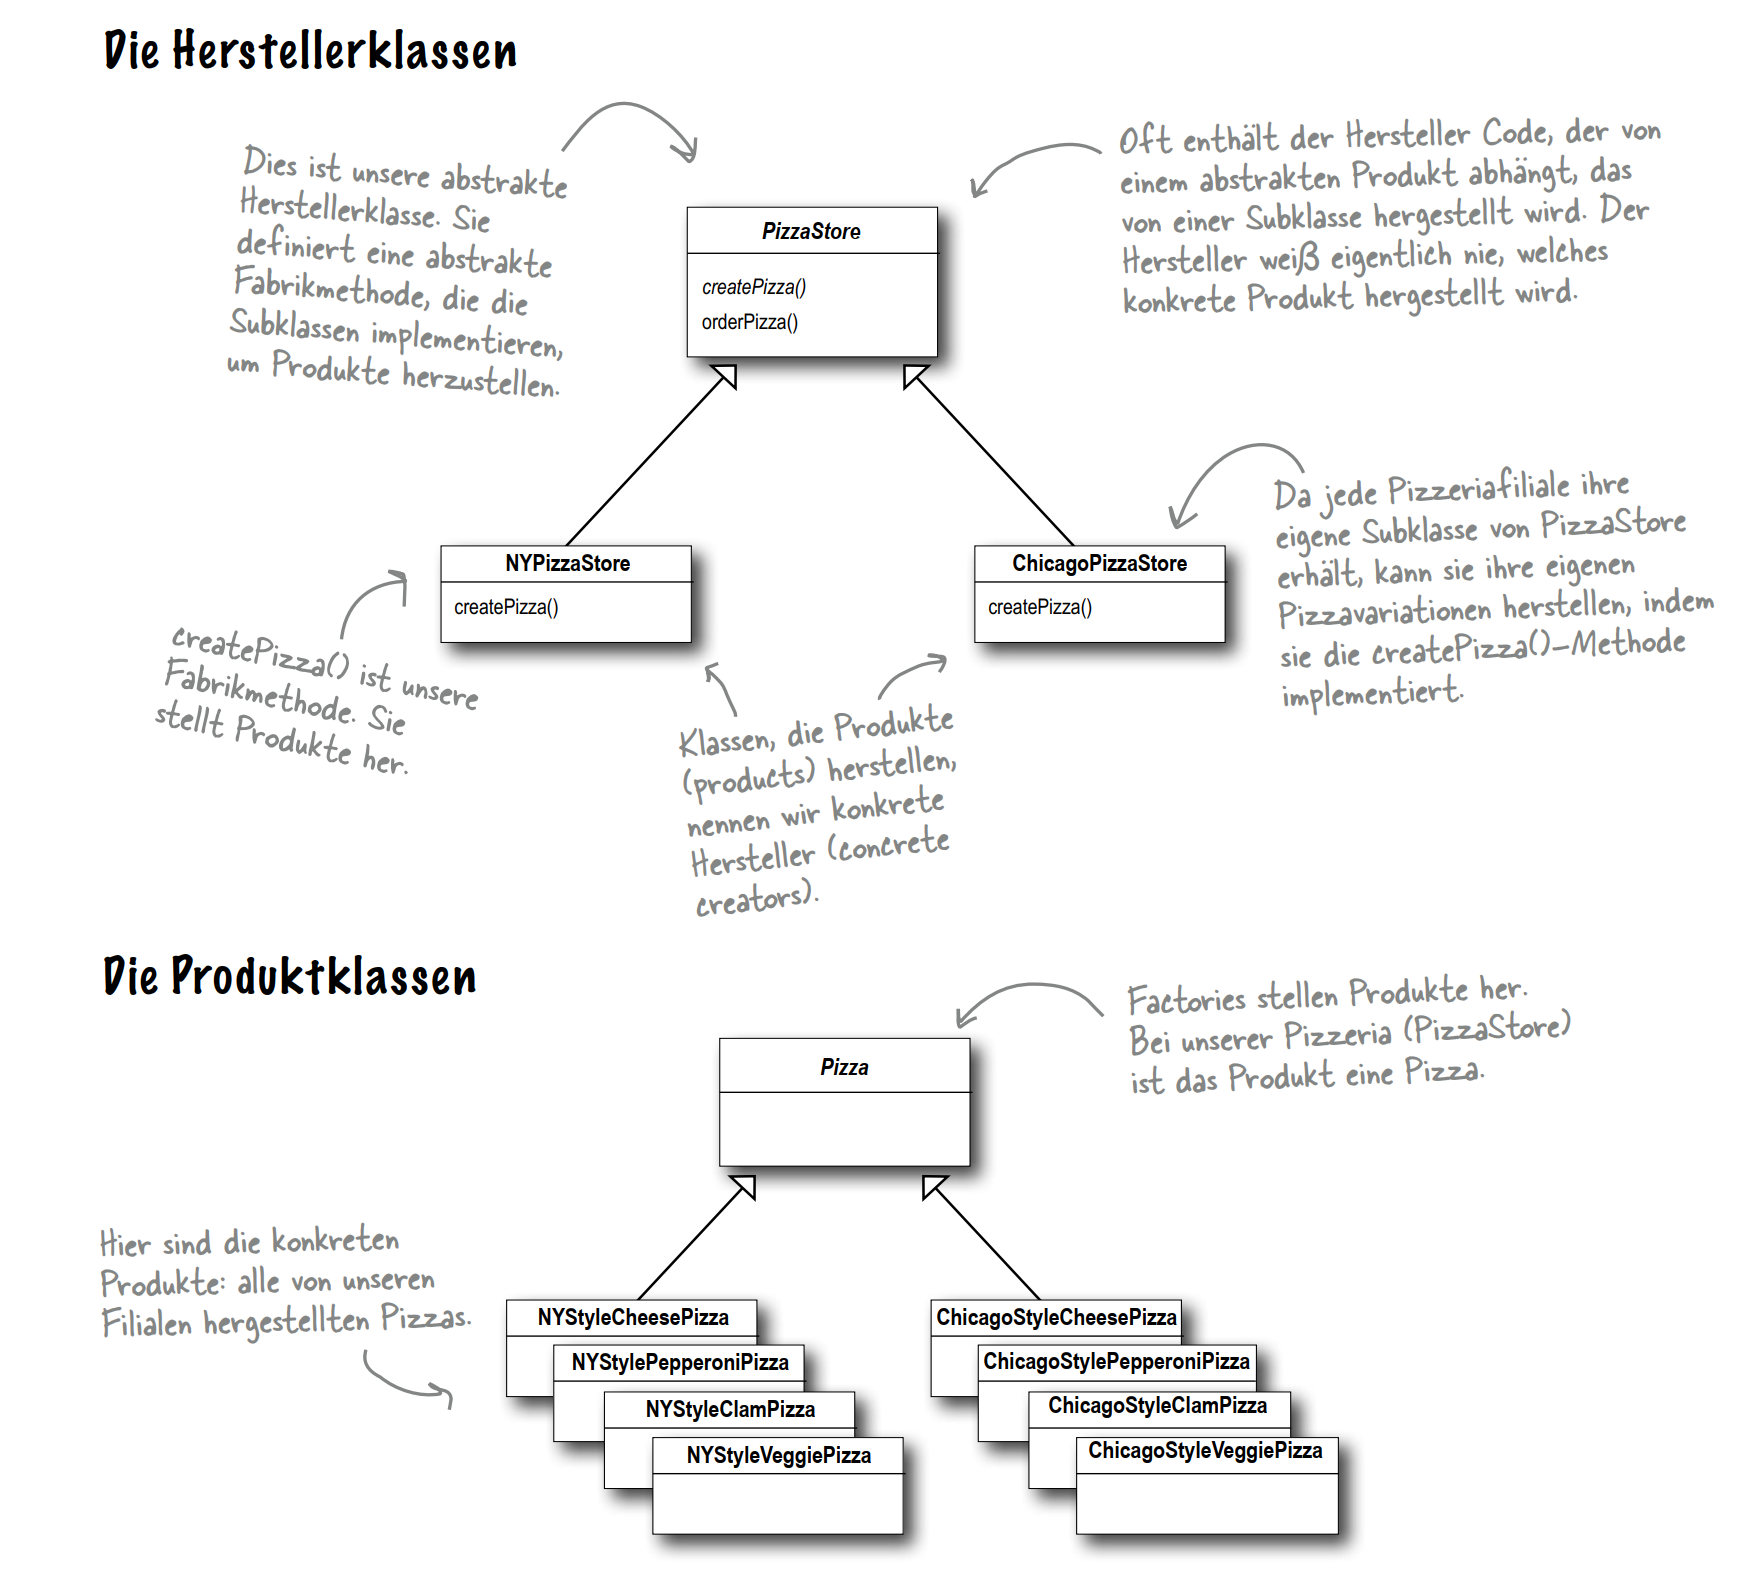 Die Herstellerklassen
Dies ist unsere abstrakte
Herstellerklasse. Sie
definiert eine abstrakte
Fabrikmethode, die die
Subklassen implementieren,
um Produkte herzustellen.
Oft enthält der Hersteller Code, der von
einem abstrakten Produkt abhängt, das
von einer Subklasse hergestellt wird. Der
Hersteller weiß eigentlich nie, welches
konkrete Produkt hergestellt wird.
PizzaStore
createPizza()
orderPizza()
NYPizzaStore
createPizza()
ChicagoPizzaStore
createPizza()
Da jede Pizzeriafiliale ihre
eigene Subklasse von PizzaStore
erhält, kann sie ihre eigenen
Pizzavariationen herstellen, indem
sie die createPizza()-Methode
implementiert.
createPizza() ist unsere
Fabrikmethode. Sie
stellt Produkte her.
Klassen, die Produkte
(products) herstellen,
nennen wir konkrete
Hersteller (concrete
creators).
Die Produktklassen
Factories stellen Produkte her.
Bei unserer Pizzeria (PizzaStore)
ist das Produkt eine Pizza.
Pizza
Hier sind die konkreten
Produkte: alle von unseren
Filialen hergestellten Pizzas.
NYStyleCheesePizza
NYStylePepperoniPizza
NYStyleClamPizza
NYStyleVeggiePizza
ChicagoStyleCheesePizza
ChicagoStylePepperoniPizza
ChicagoStyleClamPizza
ChicagoStyleVeggiePizza